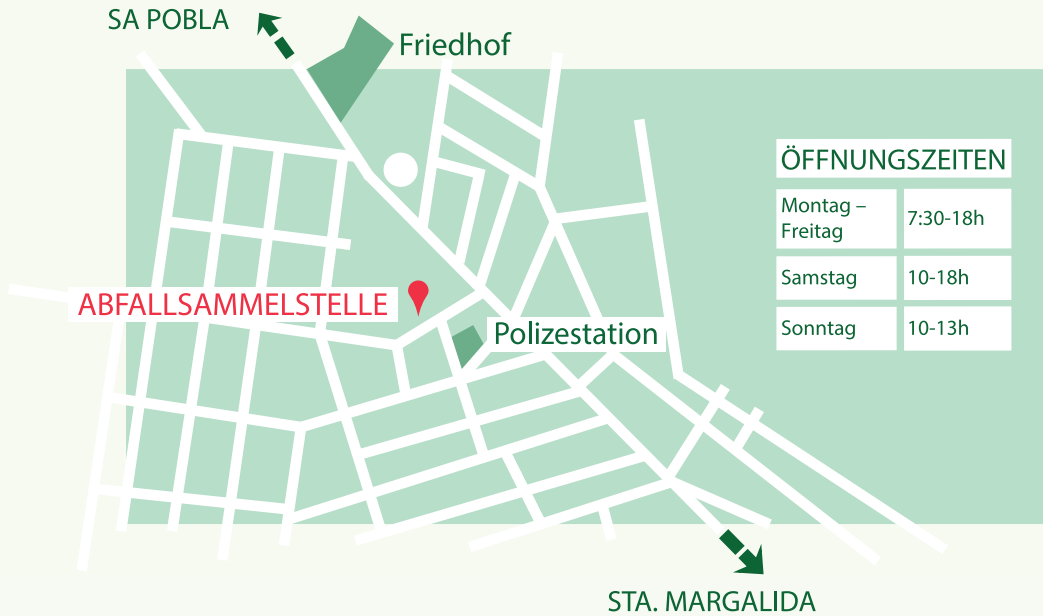 SA POBLA
Friedhof
ÖFFNUNGSZEITEN
Montag –
Freitag
7:30-18h
Samstag
10-18h
Sonntag
10-13h
ABFALLSAMMELSTELLE
Polizestation
STA. MARGALIDA